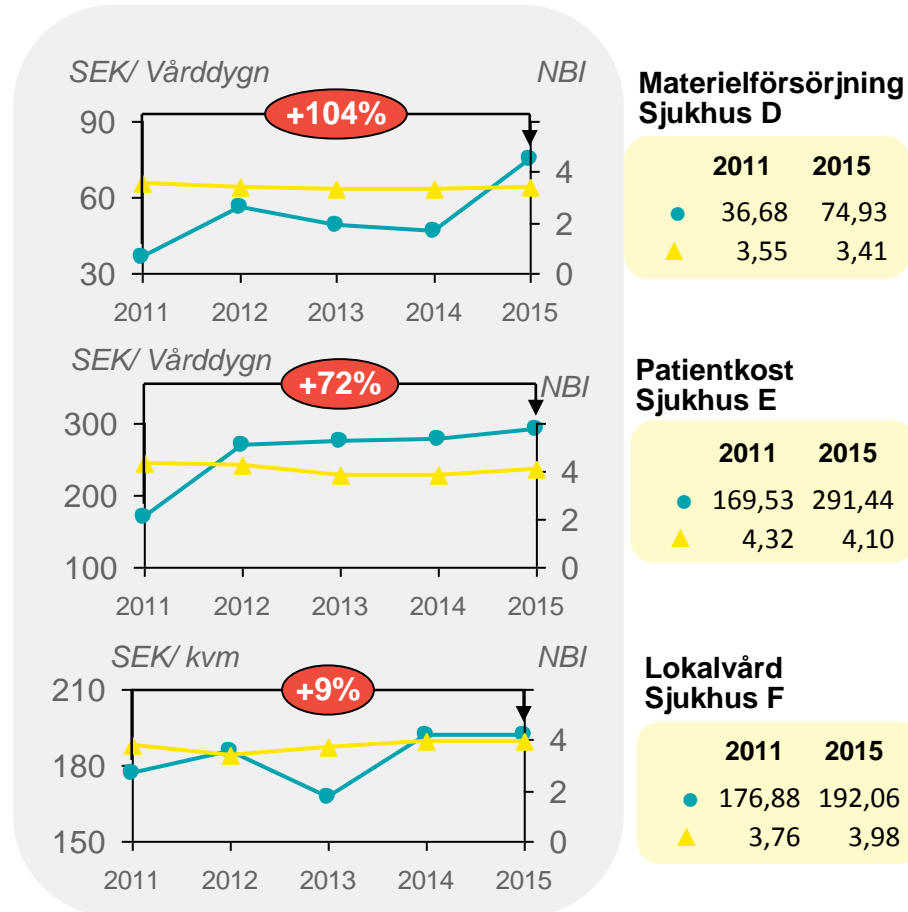 SEK/ Vårddygn NBI
+104%
90
60
30
4
2
0
2011 2012 2013 2014 2015
Materielförsörjning
Sjukhus D
2011 2015
36,68 74,93
3,55 3,41
SEK/ Vårddygn NBI
+72%
300
200
100
4
2
0
2011 2012 2013 2014 2015
Patientkost
Sjukhus E
2011 2015
169,53 291,44
4,32 4,10
SEK/ kvm NBI
+9%
210
180
150
4
2
0
2011 2012 2013 2014 2015
Lokalvård
Sjukhus F
2011 2015
176,88 192,06
3,76 3,98